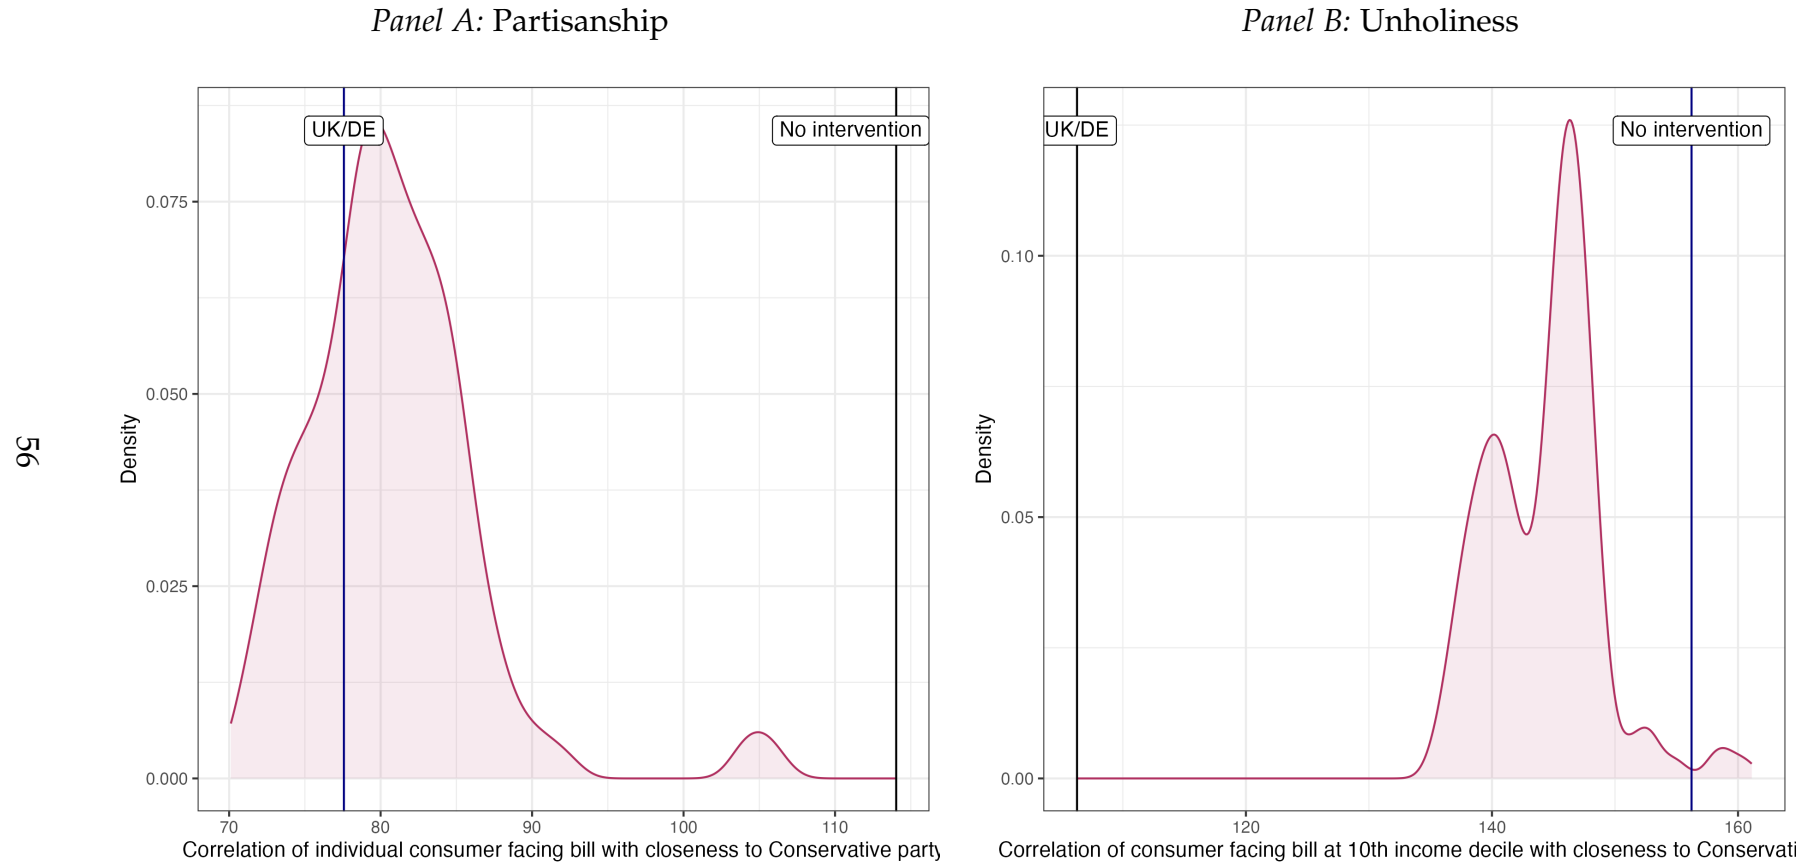 Panel A: Partisanship
UK/DE
No intervention
0.075
0.050
0.025
0.000
Density
70 80 90 100 110
Correlation of individual consumer facing bill with closeness to Conservative party
Panel B: Unholiness
UK/DE
No intervention
0.10
0.05
0.00
Density
120 140 160
Correlation of consumer facing bill at 10th income decile with closeness to Conservati
56